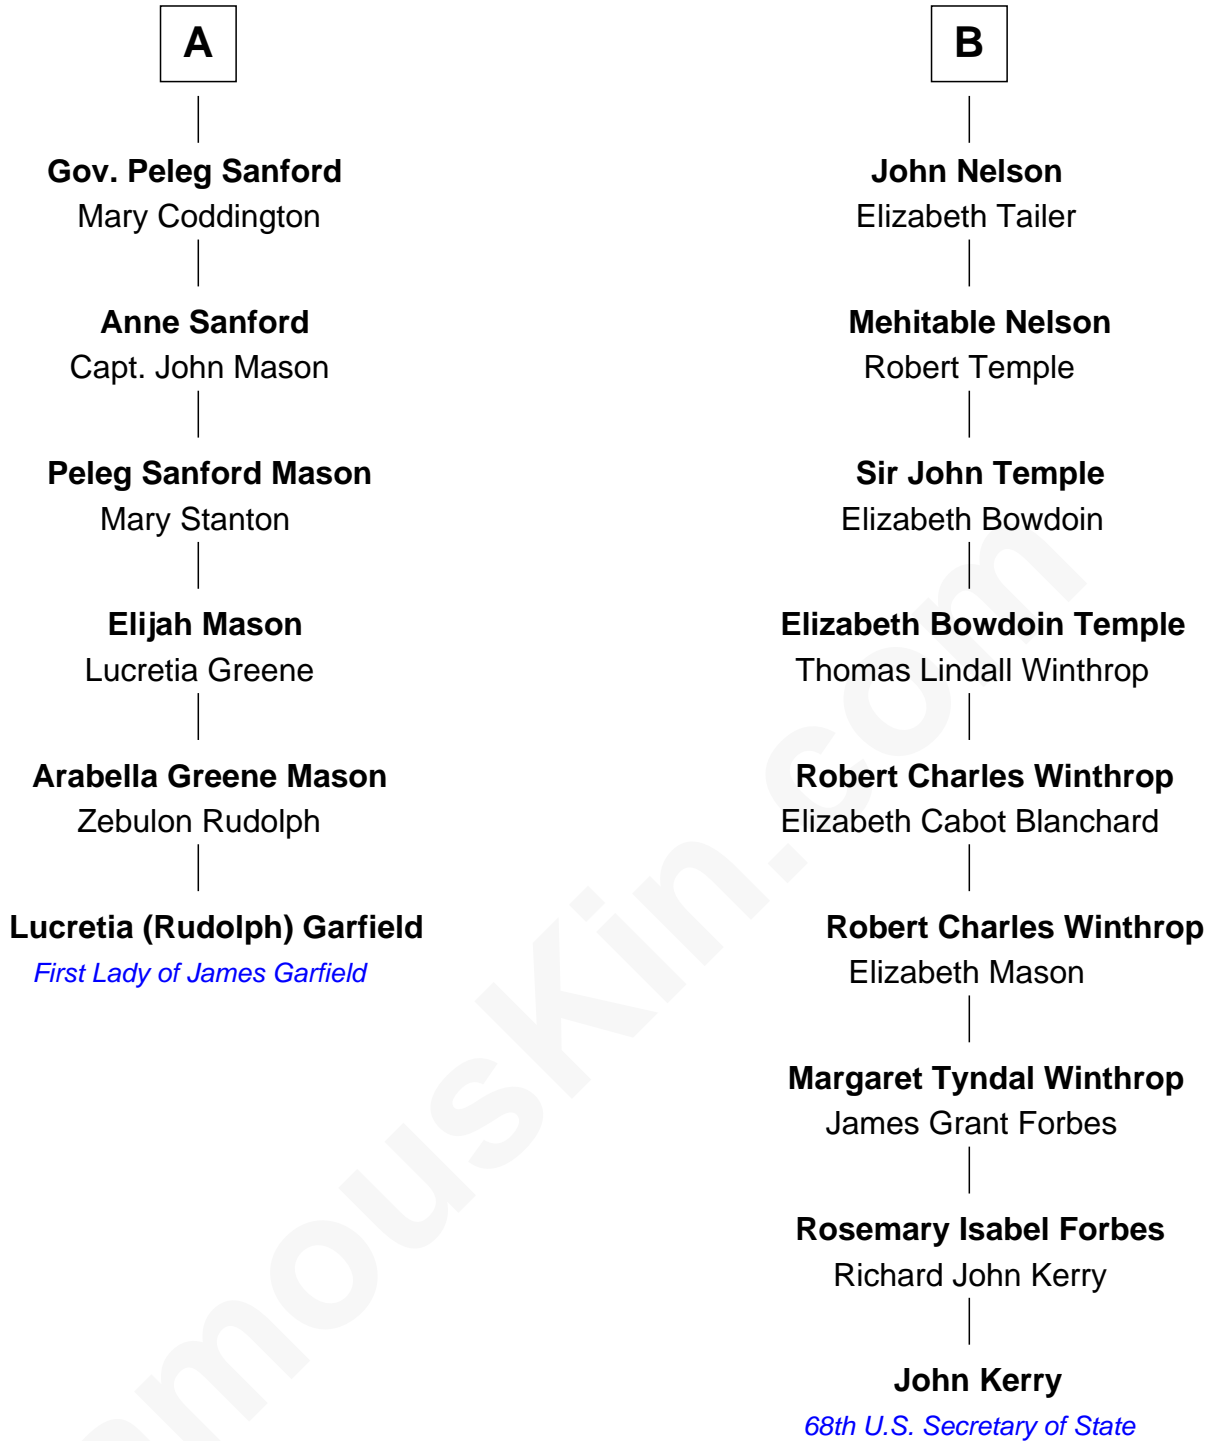 A
Gov. Peleg Sanford
Mary Coddington
Anne Sanford
Capt. John Mason
Peleg Sanford Mason
Mary Stanton
Elijah Mason
Lucretia Greene
Arabella Greene Mason
Zebulon Rudolph
Lucretia (Rudolph) Garfield
First Lady of James Garfield
B
John Nelson
Elizabeth Tailer
Mehitable Nelson
Robert Temple
Sir John Temple
Elizabeth Bowdoin
Elizabeth Bowdoin Temple
Thomas Lindall Winthrop
Robert Charles Winthrop
Elizabeth Cabot Blanchard
Robert Charles Winthrop
Elizabeth Mason
Margaret Tyndal Winthrop
James Grant Forbes
Rosemary Isabel Forbes
Richard John Kerry
John Kerry
68th U.S. Secretary of State
amouskin.com